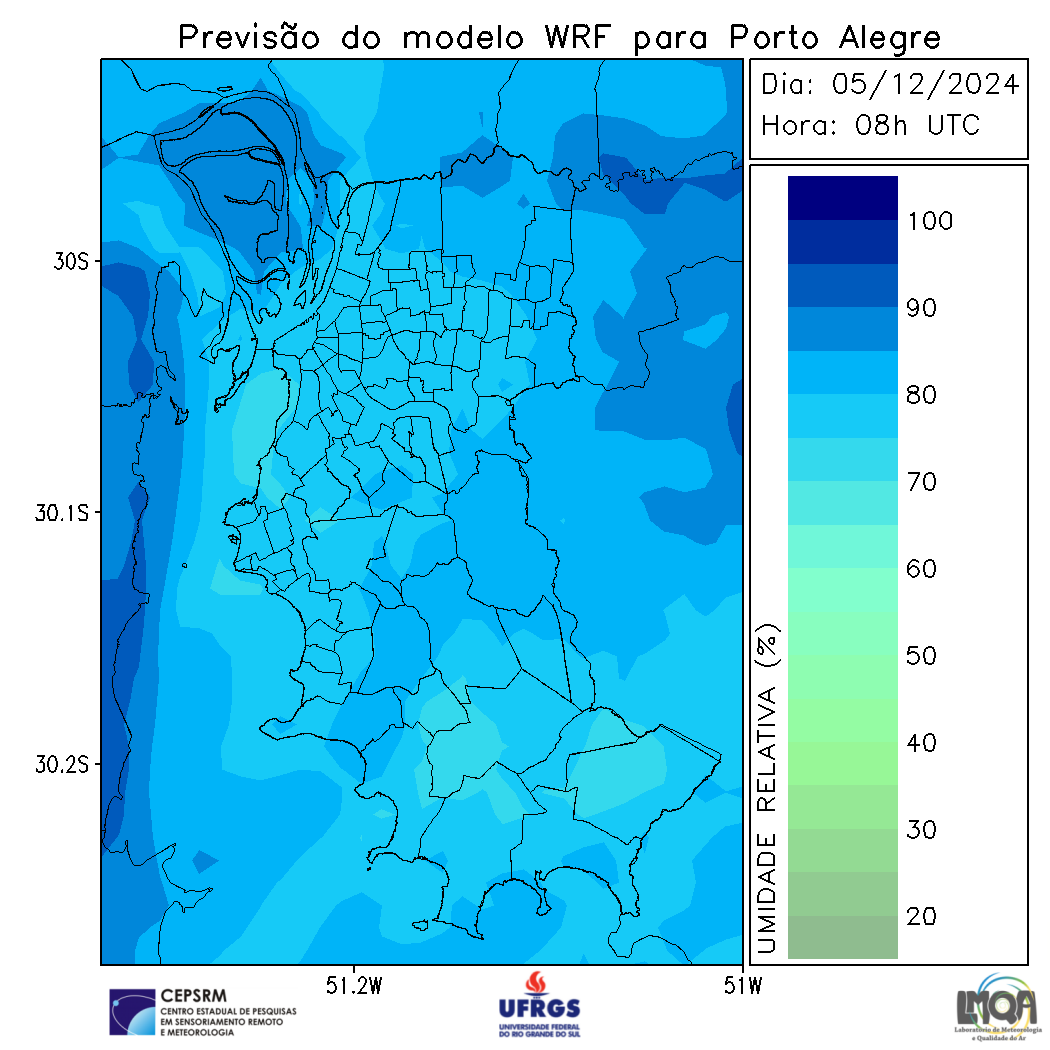 Previsão do modelo WRF para Porto Alegre
Dia: 05/12/2024
Hora: 08h UTC
30S
30.1S
30.2S
51.2W
51W
UMIDADE RELATIVA (%)
100
90
80
70
60
50
40
30
20
CEPSRM
CENTRO ESTADUAL DE PESQUISAS
EM SENSORIAMENTO REMOTO
E METEOROLOGIA
UFRGS
UNIVERSIDADE FEDERAL
DO RIO GRANDE DO SUL
LMQA
Laboratório de Meteorologia
e Qualidade do Ar